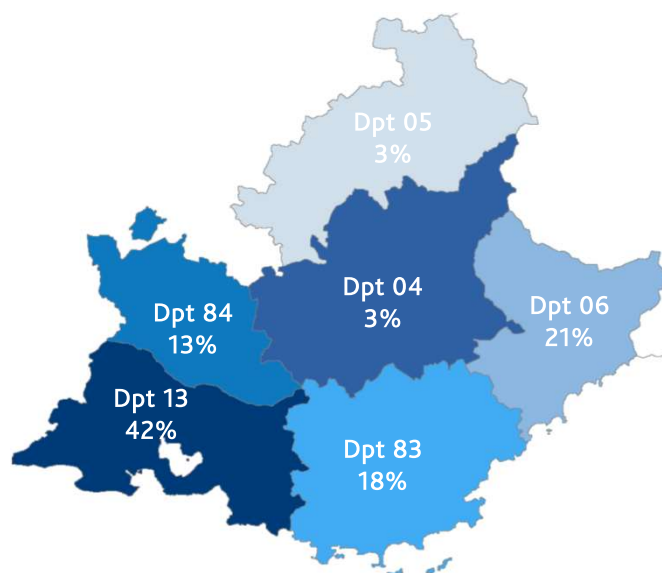 Dpt 05
3%
Dpt 04
3%
Dpt 06
21%
Dpt 84
13%
Dpt 13
42%
Dpt 83
18%